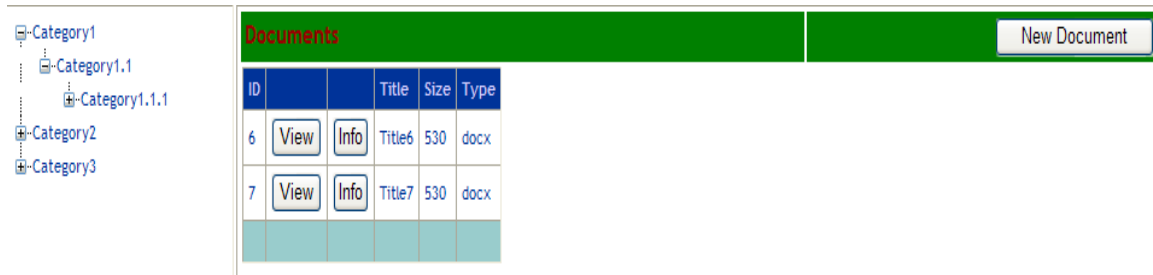 Category1
Category1.1
Category1.1.1
Category2
Category3
Documents
New Document
ID Title Size Type
6 View Info Title6 530 docx
7 View Info Title7 530 docx